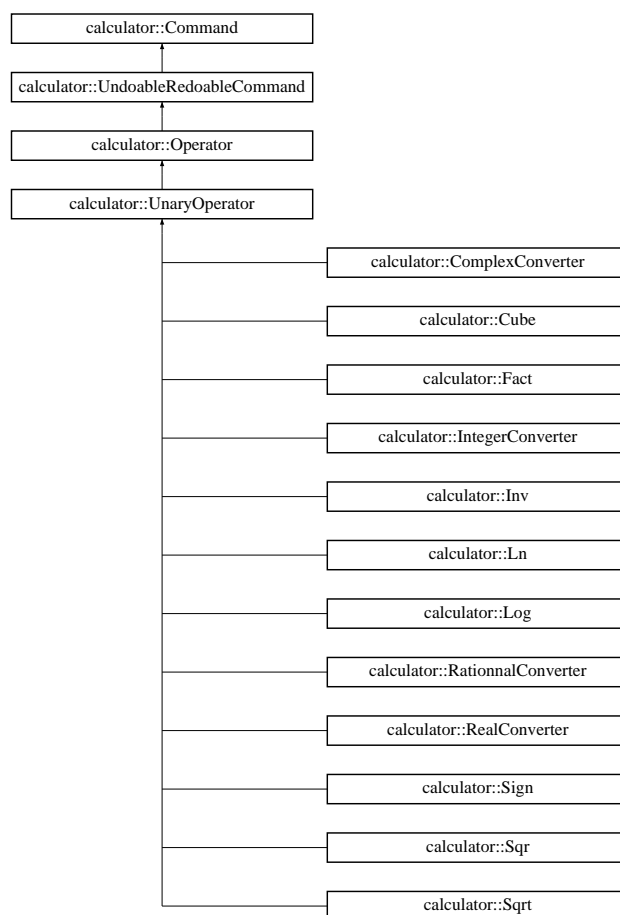 calculator::Command
calculator::UndoableRedoableCommand
calculator::Operator
calculator::UnaryOperator
calculator::ComplexConverter
calculator::Cube
calculator::Fact
calculator::IntegerConverter
calculator::Inv
calculator::Ln
calculator::Log
calculator::RationnalConverter
calculator::RealConverter
calculator::Sign
calculator::Sqr
calculator::Sqrt